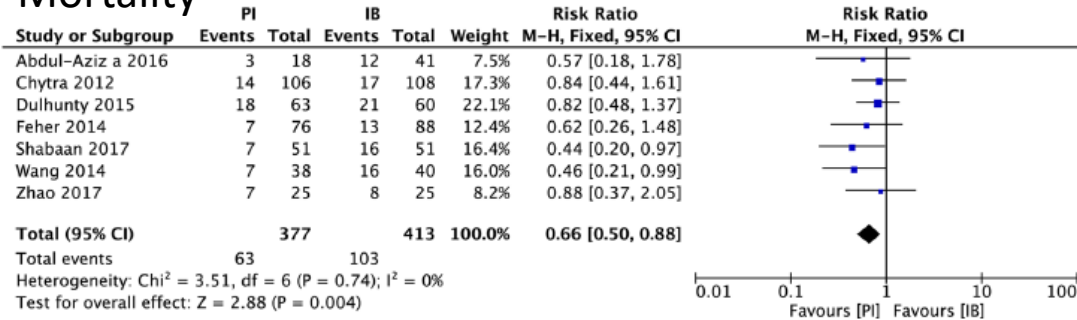 Mortality
PI IB Risk Ratio Risk Ratio
Study or Subgroup Events Total Events Total Weight M-H, Fixed, 95% CI M-H, Fixed, 95% CI
Abdul-Aziz a 2016 3 18 12 41 7.5% 0.57 [0.18, 1.78]
Chytra 2012 14 106 17 108 17.3% 0.84 [0.44, 1.61]
Dulhunty 2015 18 63 21 60 22.1% 0.82 [0.48, 1.37]
Feher 2014 7 76 13 88 12.4% 0.62 [0.26, 1.48]
Shabaan 2017 7 51 16 51 16.4% 0.44 [0.20, 0.97]
Wang 2014 7 38 16 40 16.0% 0.46 [0.21, 0.99]
Zhao 2017 7 25 8 25 8.2% 0.88 [0.37, 2.05]
Total (95% CI) 377 413 100.0% 0.66 [0.50, 0.88]
Total events 63 103
Heterogeneity: Chi² = 3.51, df = 6 (P = 0.74); I² = 0%
Test for overall effect: Z = 2.88 (P = 0.004)
0.01 0.1 1 10 100
Favours [PI] Favours [IB]